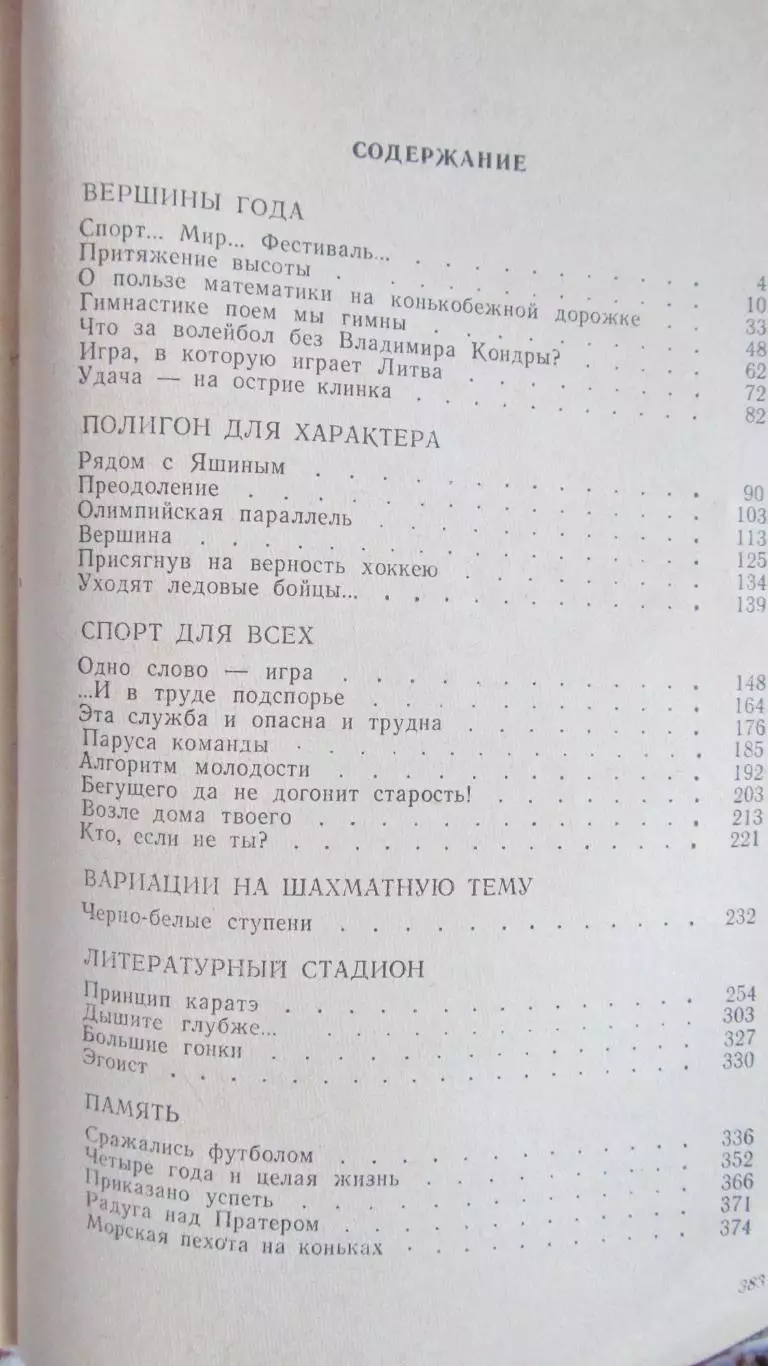 СОДЕРЖАНИЕ
ВЕРШИНЫ ГОДА
Спорт... Мир... Фестиваль... 4
Притяжение высоты 10
О пользе математики на конькобежной дорожке 33
Гимнастике поем мы гимны 48
Что за волейбол без Владимира Кондры? 62
Игра, в которую играет Литва 72
Удача — на острие клинка 82
ПОЛИГОН ДЛЯ ХАРАКТЕРА
Рядом с Яшиным 90
Преодоление 103
Олимпийская параллель 113
Вершина 125
Присягнув на верность хоккею 134
Уходят ледовые бойцы... 139
СПОРТ ДЛЯ ВСЕХ
Одно слово — игра 148
...И в труде подспорье 164
Эта служба и опасна и трудна 176
Паруса команды 185
Алгоритм молодости 192
Бегущего да не догонит старость! 203
Возле дома твоего 213
Кто, если не ты? 221
ВАРИАЦИИ НА ШАХМАТНУЮ ТЕМУ
Черно-белые ступени 232
ЛИТЕРАТУРНЫЙ СТАДИОН
Принцип каратэ 254
Дышите глубже... 303
Большие гонки 327
Эгоист 330
ПАМЯТЬ
Сражались футболом 336
Четыре года и целая жизнь 352
Приказано успеть 366
Радуга над Пратером 371
Морская пехота на коньках 374
383